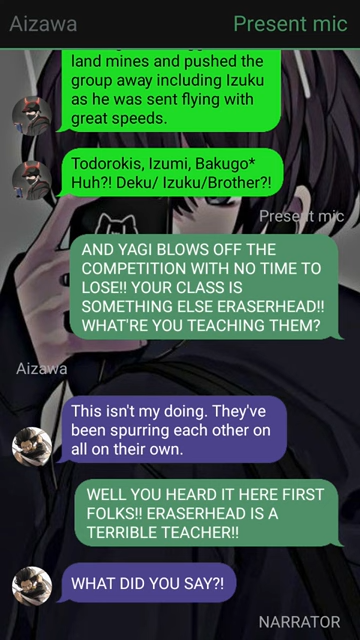 Aizawa Present mic
land mines and pushed the
group away including Izuku
as he was sent flying with
great speeds.
Todorokis, Izumi, Bakugo*
Huh?! Deku/ Izuku/Brother?!
Present mic
AND YAGI BLOWS OFF THE
COMPETITION WITH NO TIME TO
LOSE!! YOUR CLASS IS
SOMETHING ELSE ERASERHEAD!!
WHAT'RE YOU TEACHING THEM?
Aizawa
This isn't my doing. They've
been spurring each other on
all on their own.
WELL YOU HEARD IT HERE FIRST
FOLKS!! ERASERHEAD IS A
TERRIBLE TEACHER!!
WHAT DID YOU SAY?!
NARRATOR